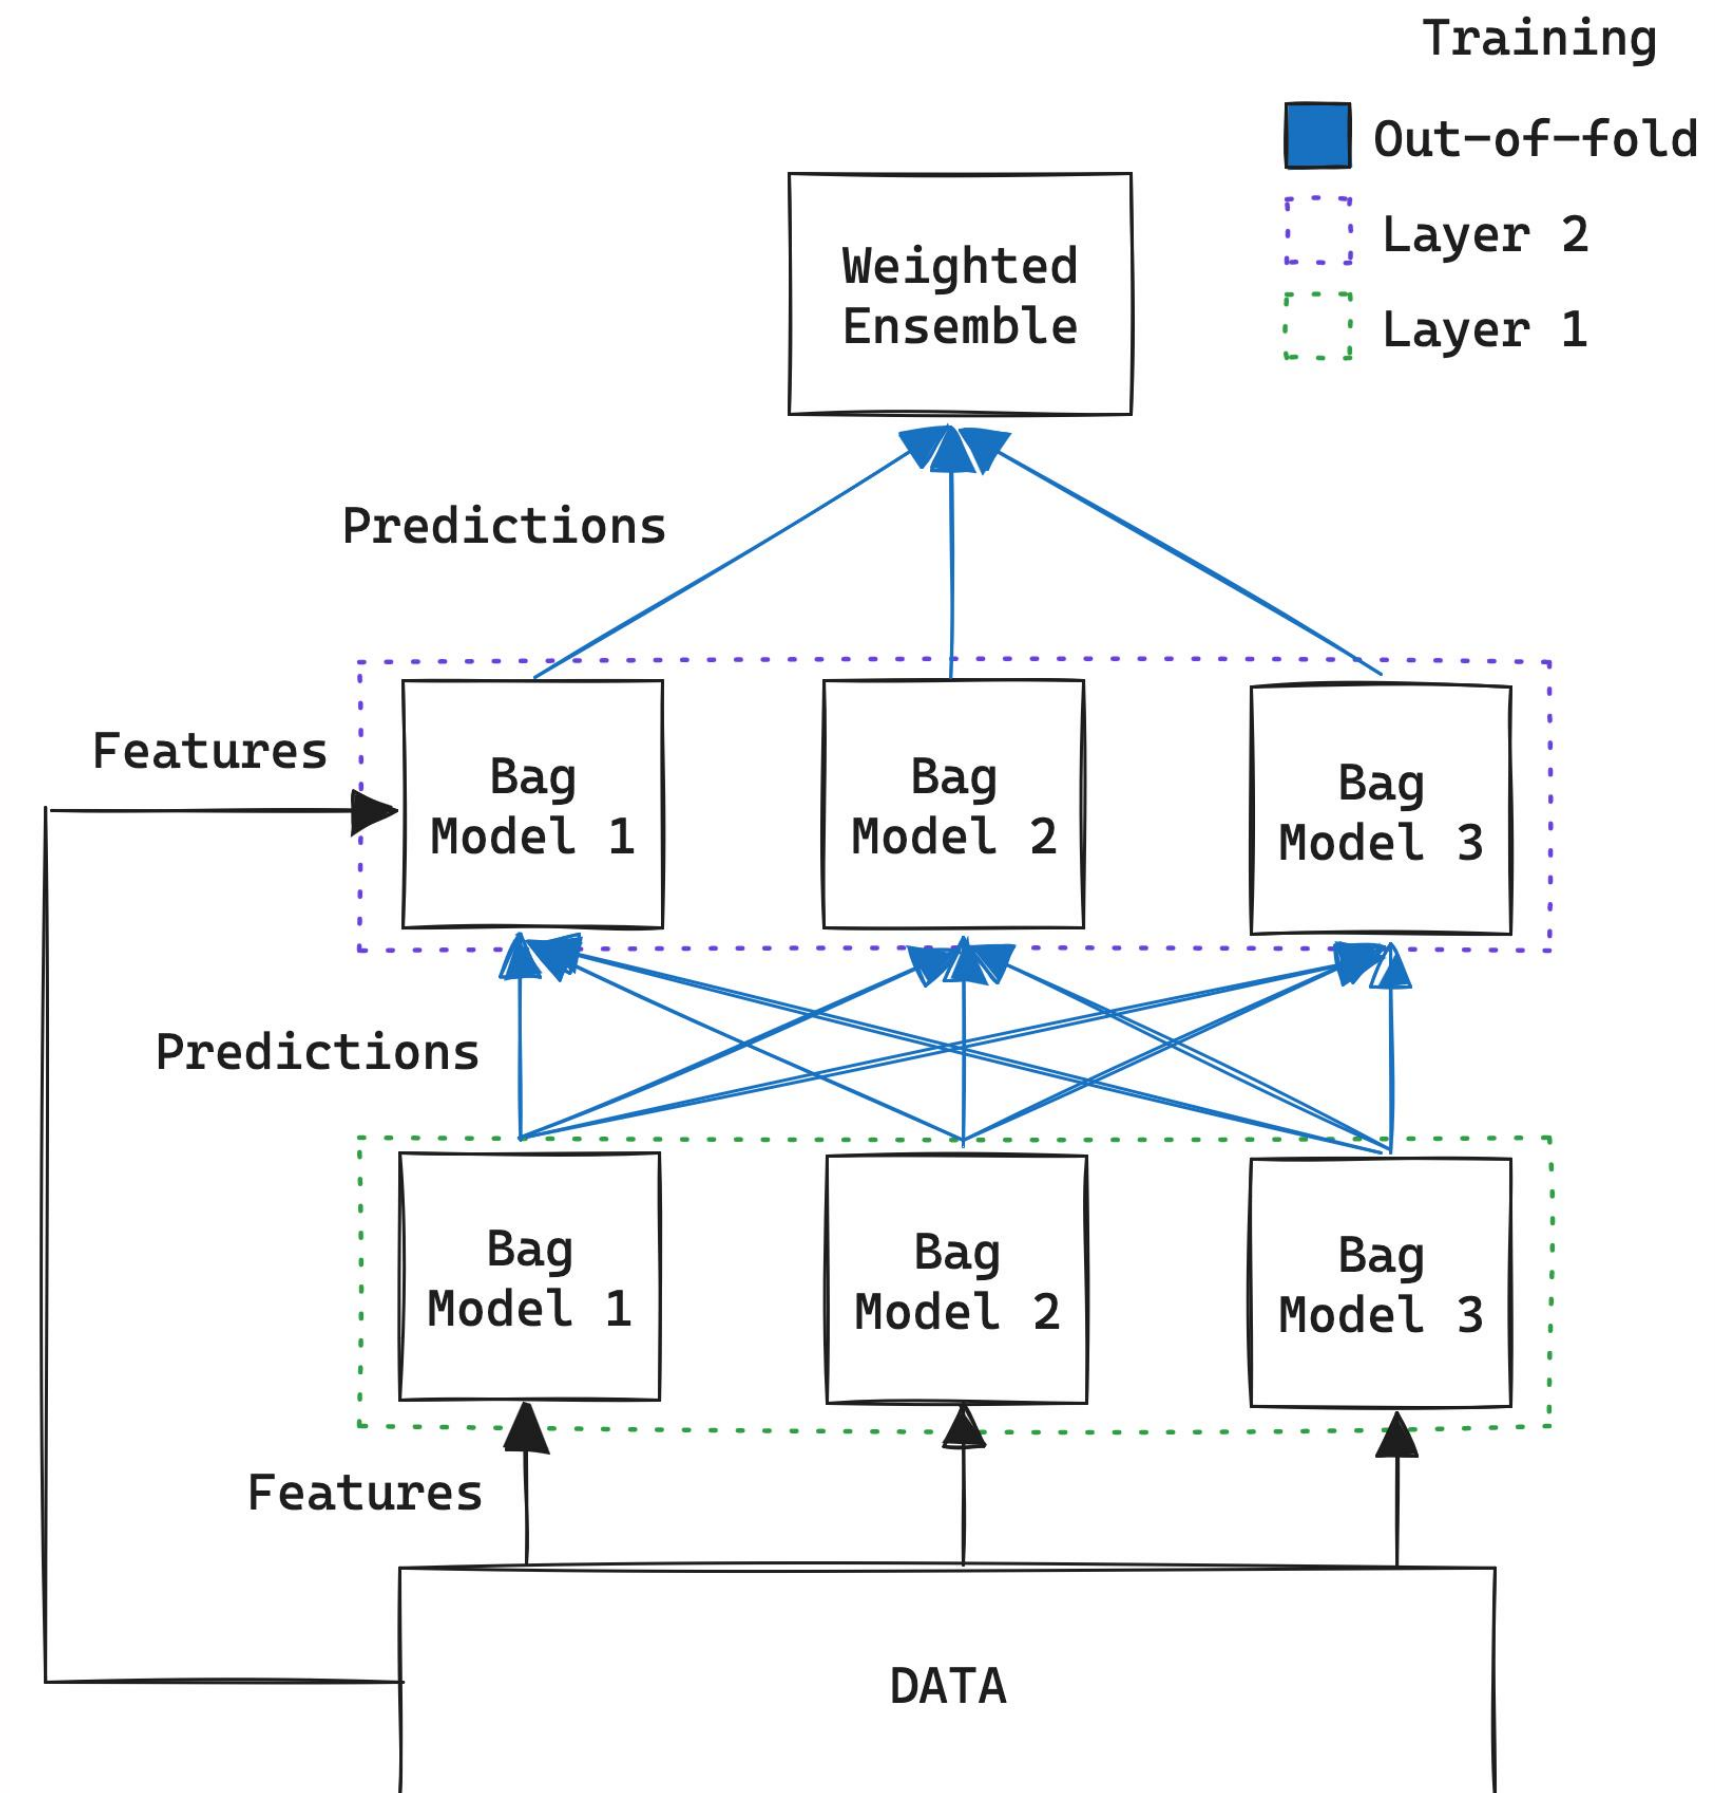 Training
Out-of-fold
Layer 2
Layer 1
Weighted
Ensemble
Predictions
Features
Bag
Model 1
Bag
Model 2
Bag
Model 3
Predictions
Bag
Model 1
Bag
Model 2
Bag
Model 3
Features
DATA